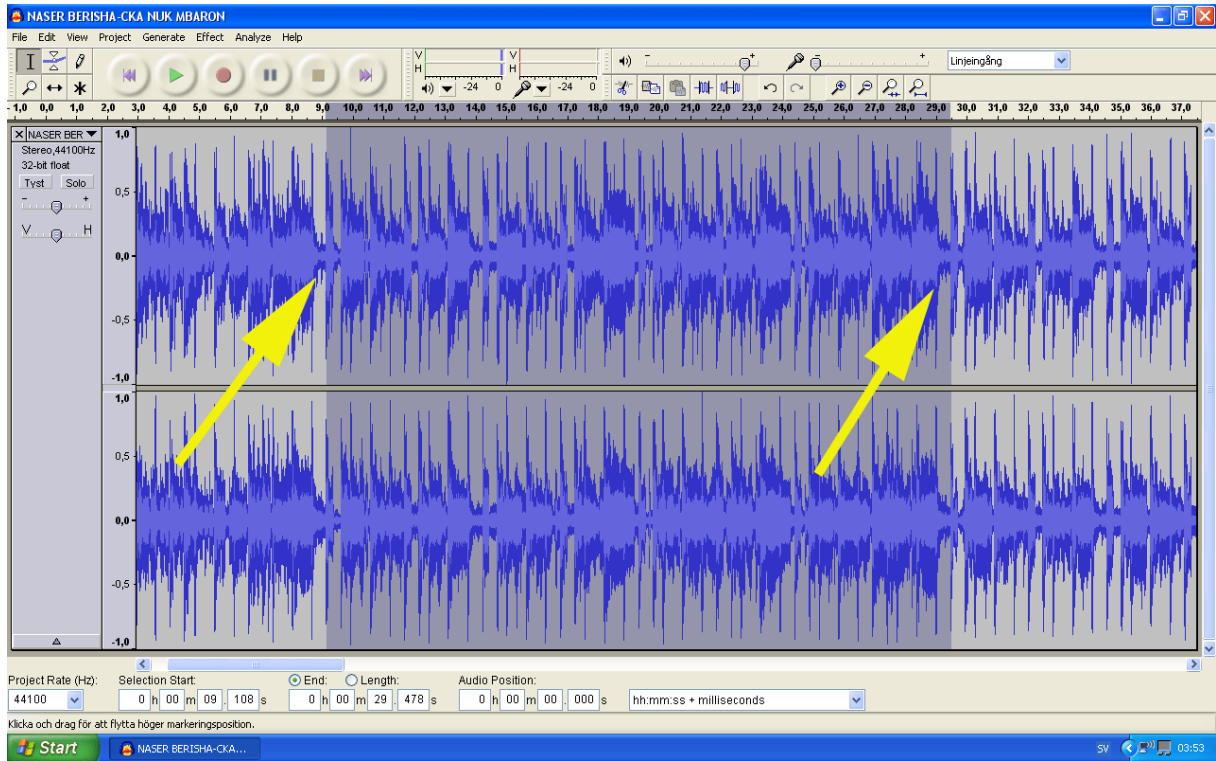 NASER BERISHA-CKA NUK MBARON
File Edit View Project Generate Effect Analyze Help
V
H
-24 0
V
H
-24 0
- +
- +
Linjeingång
-1,0 0,0 1,0 2,0 3,0 4,0 5,0 6,0 7,0 8,0 9,0 10,0 11,0 12,0 13,0 14,0 15,0 16,0 17,0 18,0 19,0 20,0 21,0 22,0 23,0 24,0 25,0 26,0 27,0 28,0 29,0 30,0 31,0 32,0 33,0 34,0 35,0 36,0 37,0
NASER BER
Stereo,44100Hz
32-bit float
Tyst Solo
- +
V H
1,0
0,5
0,0
-0,5
-1,0
1,0
0,5
0,0
-0,5
-1,0
Project Rate (Hz): Selection Start: End: Length: Audio Position:
44100 0 h 00 m 09 . 108 s 0 h 00 m 29 . 478 s 0 h 00 m 00 . 000 s hh:mm:ss + milliseconds
Klicka och drag för att flytta höger markeringsposition.
Start NASER BERISHA-CKA... SV 03:53